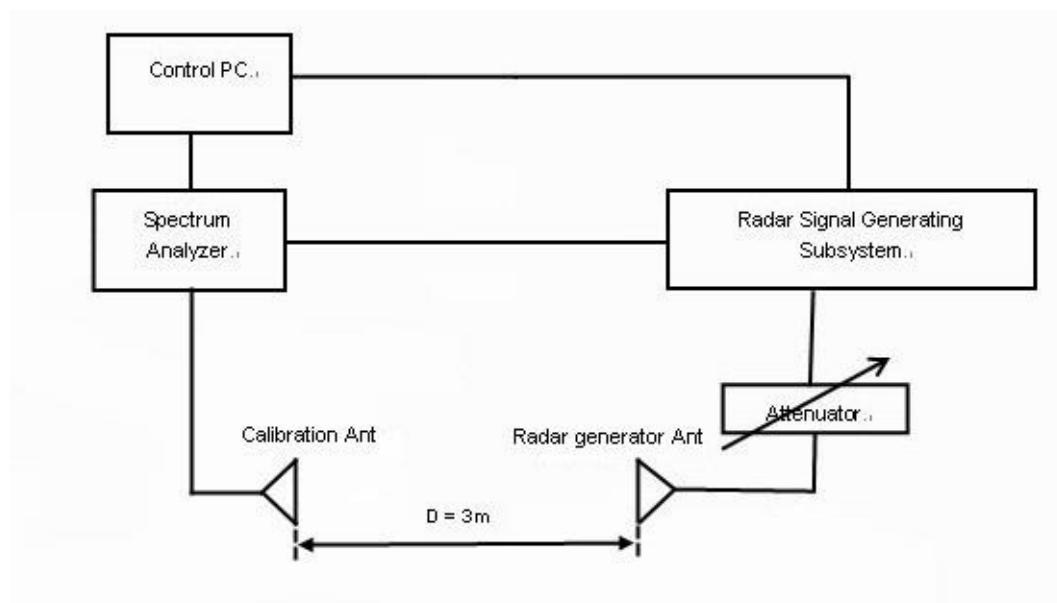 Control PC
Spectrum
Analyzer
Radar Signal Generating
Subsystem
Attenuator
Calibration Ant
Radar generator Ant
D = 3m